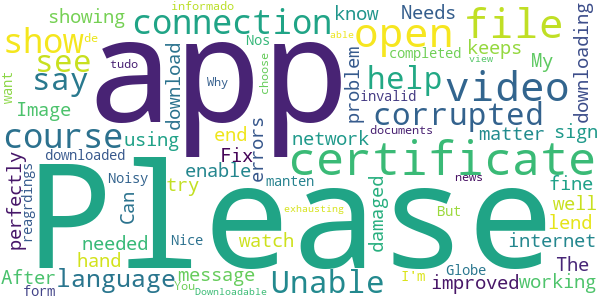 informado
showing
connection
know
Needs
file
de
able
show
Nos
open
completed
view
tudo
app
see
want
say
download
Why
choose
help
problem
keeps
My
downloading
Image
video
invalid
using
network
corrupted
course
end
errors
matter
sign
documents
perfectly
reagrdings
Fix
certificate
downloaded
enable
try
Please
Noisy
Can
manten
news
fine
well
needed
damaged
But
lend
hand
watch
exhausting
internet
After
language
message
Nice
Unable
I'm
Globe
The
improved
working
form
You
Downloadable